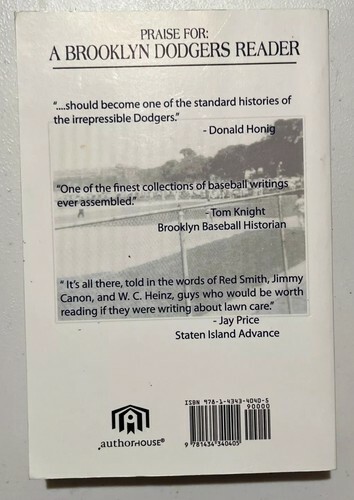 PRAISE FOR:
A BROOKLYN DODGERS READER
“....should become one of the standard histories of
the irrepressible Dodgers.”
- Donald Honig
“One of the finest collections of baseball writings
ever assembled.”
- Tom Knight
Brooklyn Baseball Historian
“ It's all there, told in the words of Red Smith, Jimmy
Canon, and W. C. Heinz, guys who would be worth
reading if they were writing about lawn care.”
- Jay Price
Staten Island Advance
ISBN 978-1-4343-4040-5
90000
9 781434 340405
authorHOUSE®